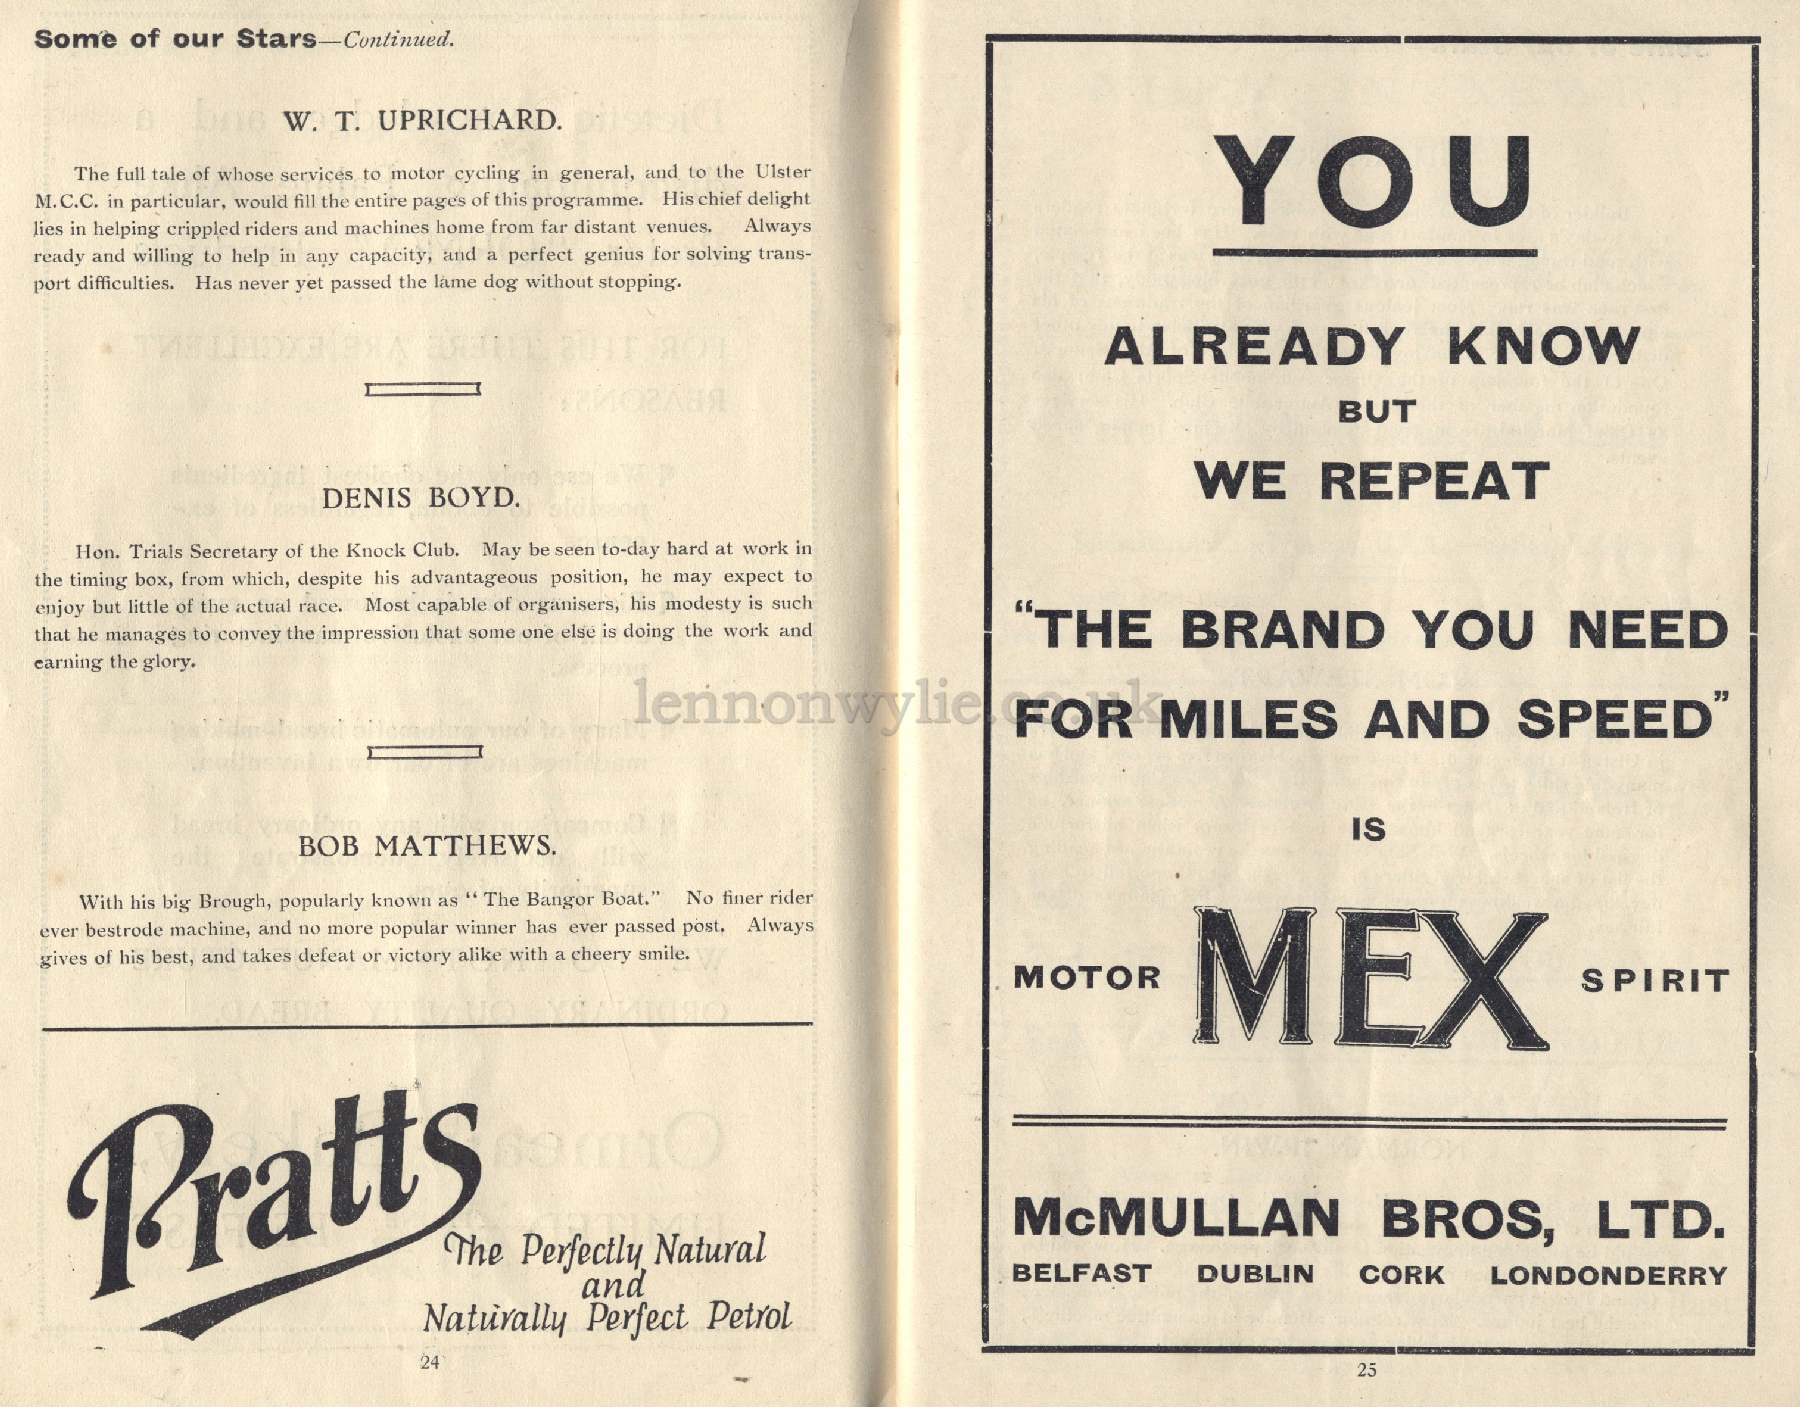 Some of our Stars—Continued.
W. T. UPRICHARD.
The full tale of whose services to motor cycling in general, and to the Ulster
M.C.C. in particular, would fill the entire pages of this programme. His chief delight
lies in helping crippled riders and machines home from far distant venues. Always
ready and willing to help in any capacity, and a perfect genius for solving trans-
port difficulties. Has never yet passed the lame dog without stopping.
DENIS BOYD.
Hon. Trials Secretary of the Knock Club. May be seen to-day hard at work in
the timing box, from which, despite his advantageous position, he may expect to
enjoy but little of the actual race. Most capable of organisers, his modesty is such
that he manages to convey the impression that some one else is doing the work and
earning the glory.
BOB MATTHEWS.
With his big Brough, popularly known as “ The Bangor Boat.” No finer rider
ever bestrode machine, and no more popular winner has ever passed post. Always
gives of his best, and takes defeat or victory alike with a cheery smile.
Pratts
The Perfectly Natural
and
Naturally Perfect Petrol
24
YOU
ALREADY KNOW
BUT
WE REPEAT
“THE BRAND YOU NEED
FOR MILES AND SPEED”
IS
MOTOR MEX SPIRIT
McMULLAN BROS, LTD.
BELFAST DUBLIN CORK LONDONDERRY
25
lennonwylie.co.uk